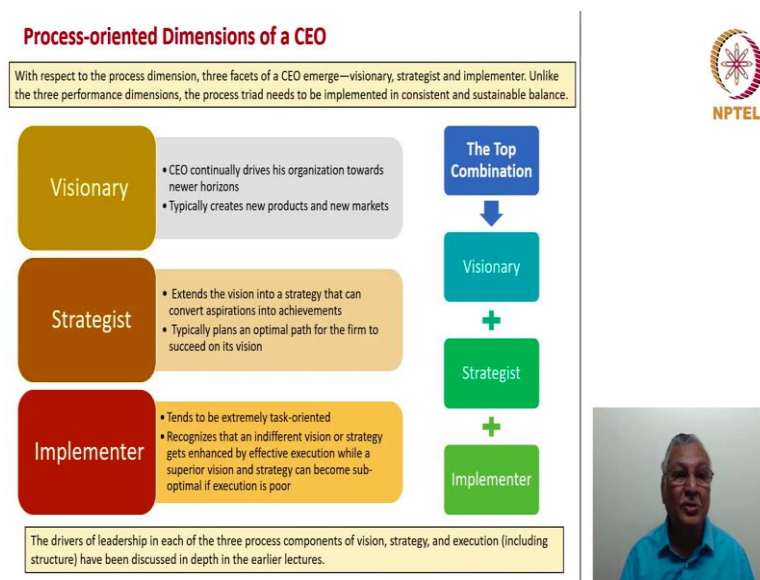 Process-oriented Dimensions of a CEO
With respect to the process dimension, three facets of a CEO emerge—visionary, strategist and implementer. Unlike
the three performance dimensions, the process triad needs to be implemented in consistent and sustainable balance.
NPTEL
Visionary
• CEO continually drives his organization towards
newer horizons
• Typically creates new products and new markets
Strategist
• Extends the vision into a strategy that can
convert aspirations into achievements
• Typically plans an optimal path for the firm to
succeed on its vision
Implementer
• Tends to be extremely task-oriented
• Recognizes that an indifferent vision or strategy
gets enhanced by effective execution while a
superior vision and strategy can become sub-
optimal if execution is poor
The Top
Combination
Visionary
+
Strategist
+
Implementer
The drivers of leadership in each of the three process components of vision, strategy, and execution (including
structure) have been discussed in depth in the earlier lectures.